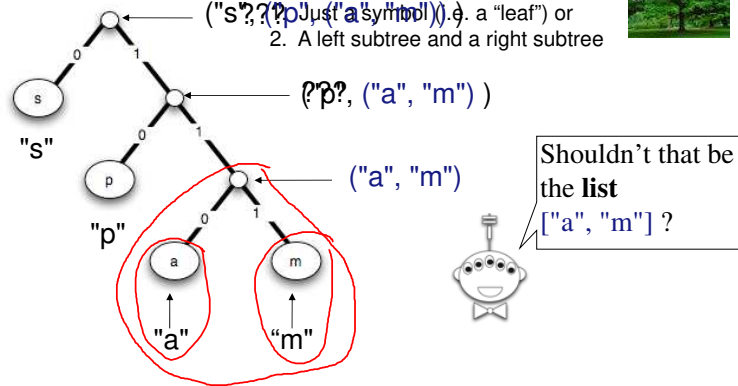 ("s", ("p", ("a", "m") ) )
??? Just a symbol (i.e. a “leaf”) or
2. A left subtree and a right subtree
0
1
s
"s"
???
("p", ("a", "m") )
0
1
p
"p"
("a", "m")
0
1
a
m
"a"
“m"
Shouldn’t that be
the list
["a", "m"] ?